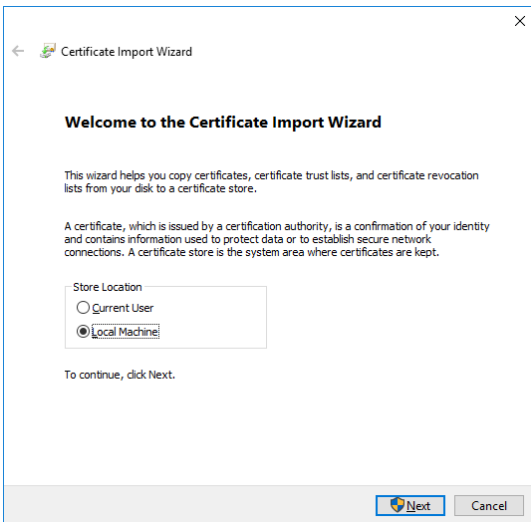 Certificate Import Wizard
Welcome to the Certificate Import Wizard
This wizard helps you copy certificates, certificate trust lists, and certificate revocation
lists from your disk to a certificate store.
A certificate, which is issued by a certification authority, is a confirmation of your identity
and contains information used to protect data or to establish secure network
connections. A certificate store is the system area where certificates are kept.
Store Location
Current User
Local Machine
To continue, click Next.
Next Cancel